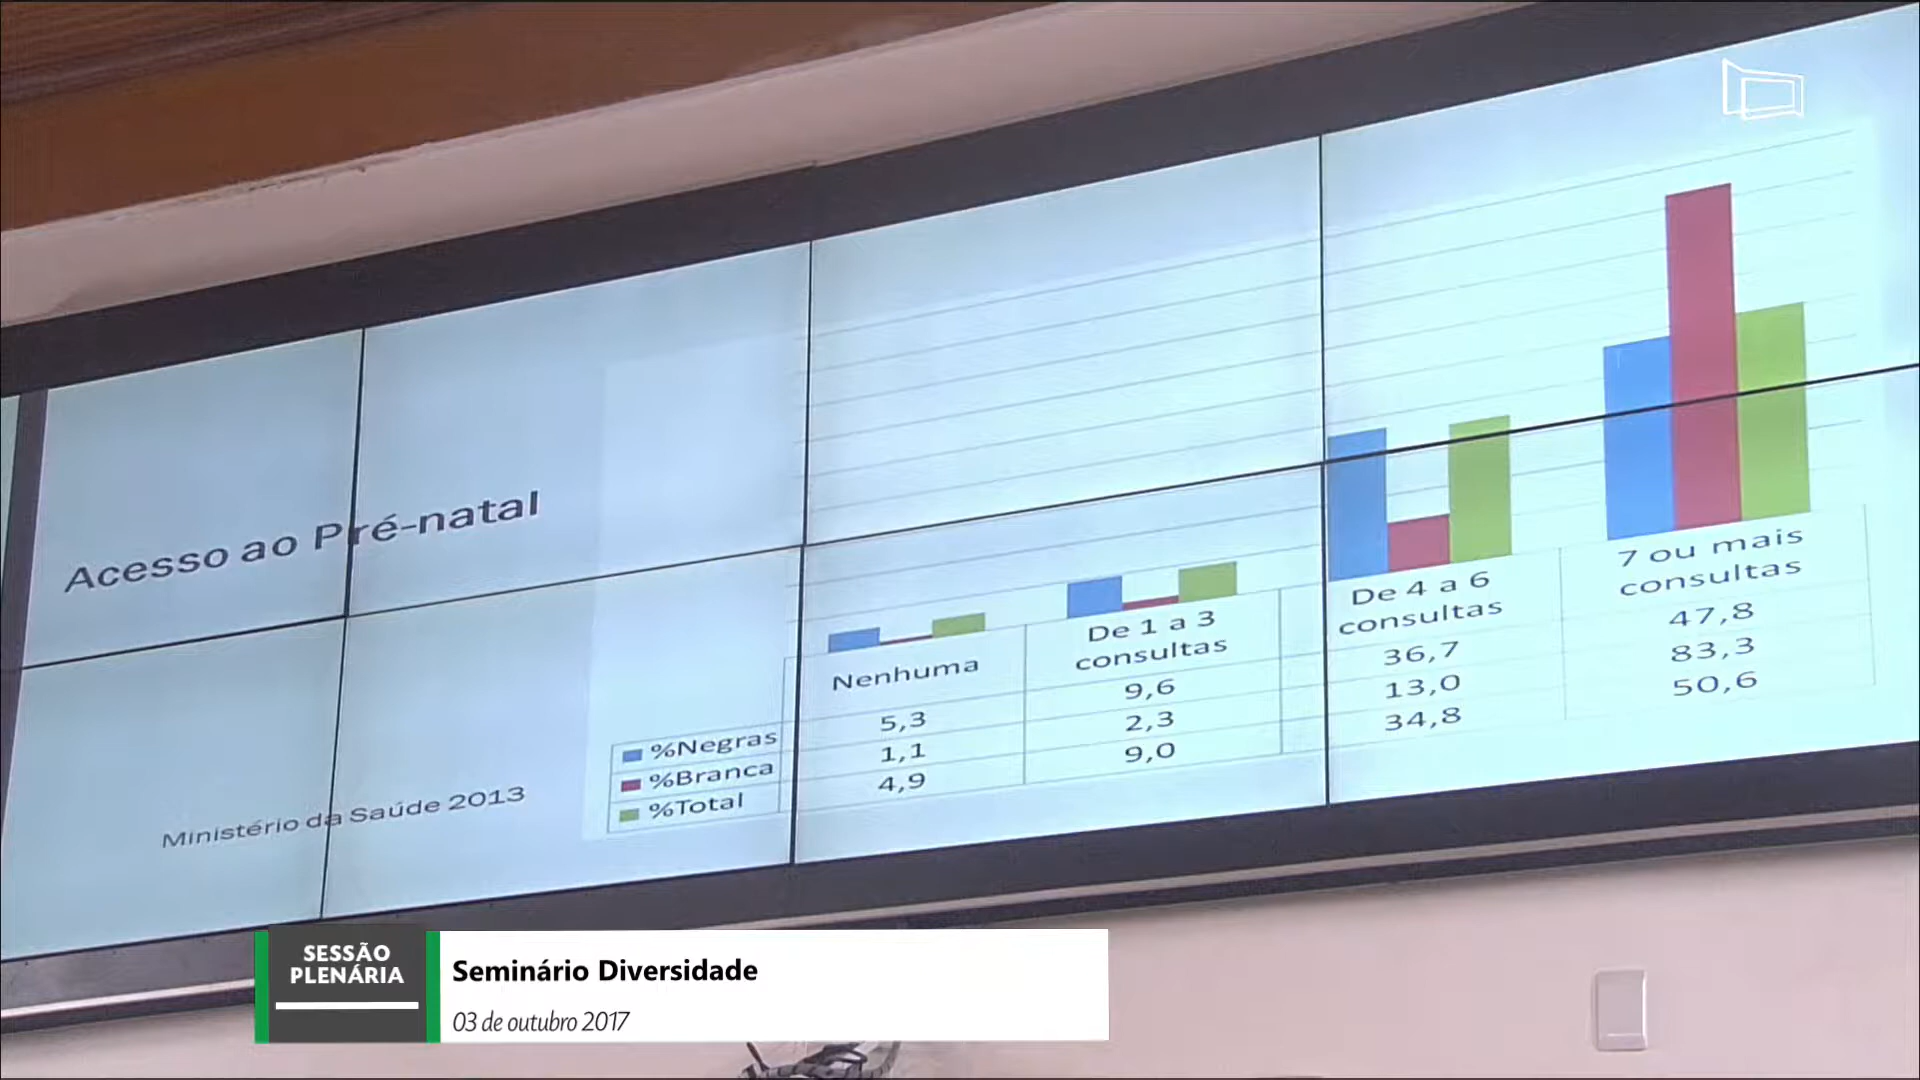 Acesso ao Pré-natal
Ministério da Saúde 2013
Nenhuma
De 1 a 3
consultas
De 4 a 6
consultas
7 ou mais
consultas
%Negras 5,3 9,6 36,7 47,8
%Branca 1,1 2,3 13,0 83,3
%Total 4,9 9,0 34,8 50,6
SESSÃO
PLENÁRIA
Seminário Diversidade
03 de outubro 2017